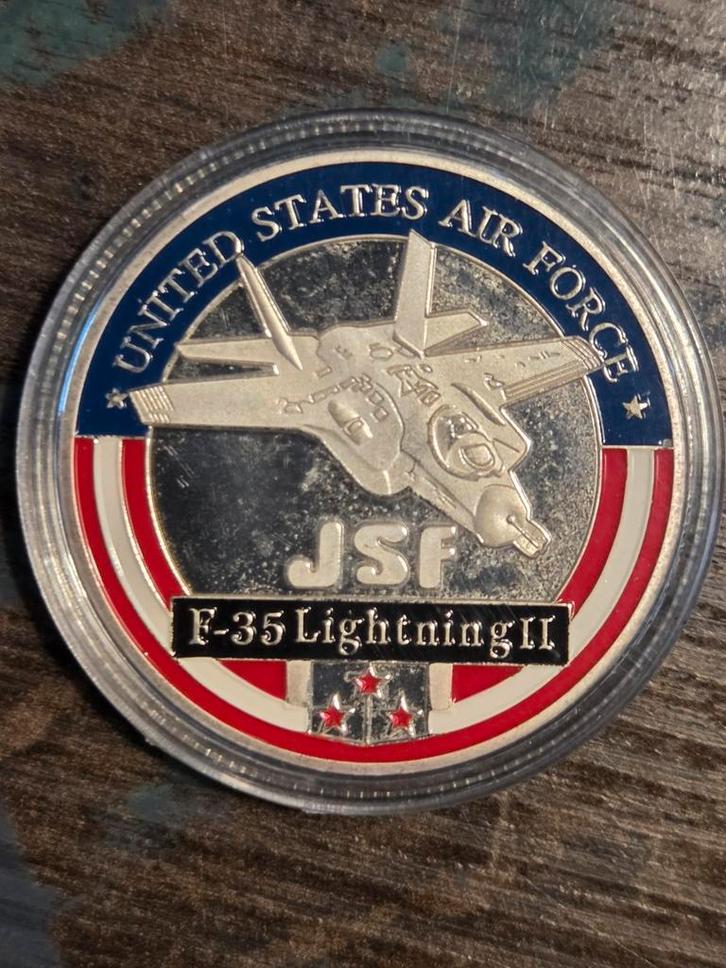 UNITED STATES AIR FORCE
JSF
F-35 Lightning II